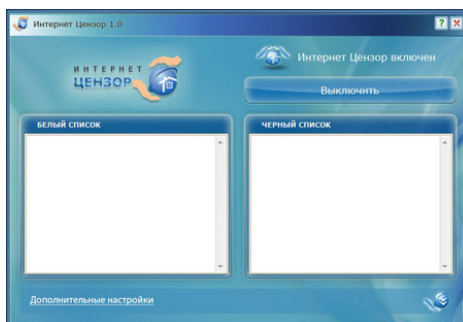 Интернет Цензор 1.0
ИНТЕРНЕТ
ЦЕНЗОР
Интернет Цензор включен
Выключить
БЕЛЫЙ СПИСОК
ЧЕРНЫЙ СПИСОК
Дополнительные настройки